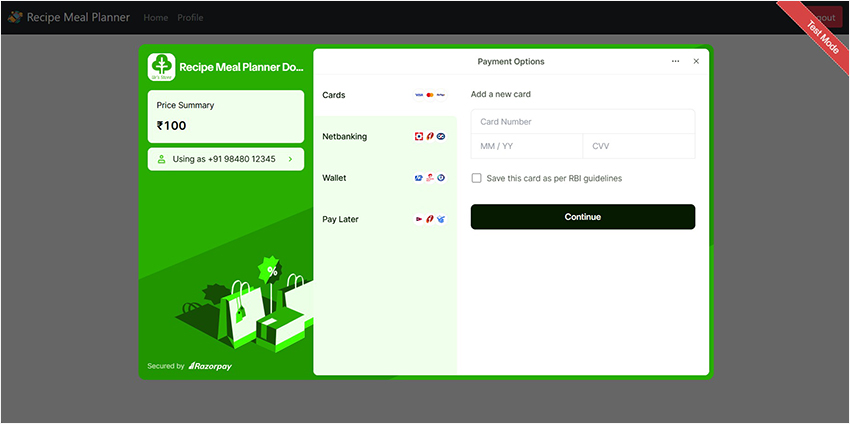 Recipe Meal Planner Home Profile
Test Mode
Recipe Meal Planner Do...
Price Summary
₹100
Using as +91 98480 12345
%
Secured by Razorpay
Payment Options
Cards
Netbanking
Wallet
Pay Later
Add a new card
Card Number
MM / YY CVV
Save this card as per RBI guidelines
Continue